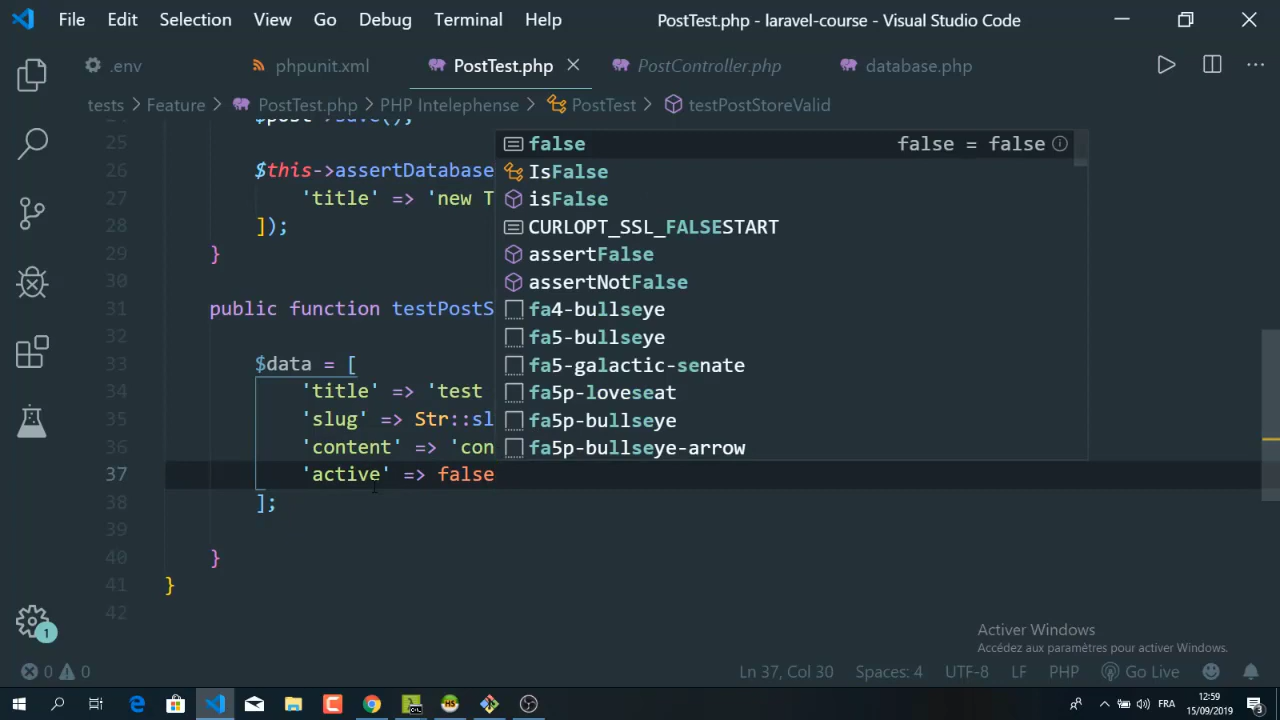 File Edit Selection View Go Debug Terminal Help PostTest.php - laravel-course - Visual Studio Code
.env phpunit.xml PostTest.php PostController.php database.php
tests > Feature > PostTest.php > PHP Intelephense > PostTest > testPostStoreValid
24 $post->save();
25
26 $this->assertDatabase
27 'title' => 'new T
28 ]);
29 }
30
31 public function testPostS
32
33 $data = [
34 'title' => 'test
35 'slug' => Str::sl
36 'content' => 'con
37 'active' => false
38 ];
39
40 }
41 }
42
false false = false
IsFalse
isFalse
CURLOPT_SSL_FALSESTART
assertFalse
assertNotFalse
fa4-bullseye
fa5-bullseye
fa5-galactic-senate
fa5p-loveseat
fa5p-bullseye
fa5p-bullseye-arrow
Activer Windows
Accédez aux paramètres pour activer Windows.
1
0 0 Ln 37, Col 30 Spaces: 4 UTF-8 LF PHP Go Live
FRA 12:59
15/09/2019 3